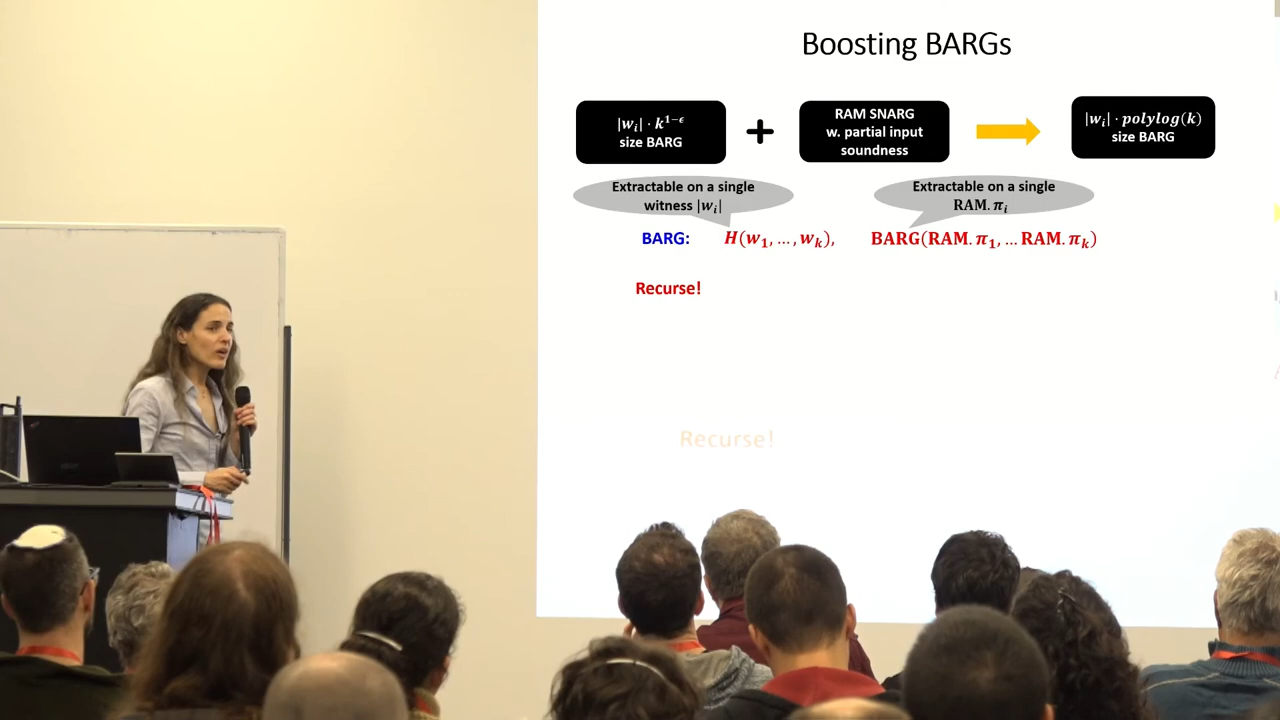 Boosting BARGs
|wᵢ| · k¹⁻ᵋ
size BARG
+
RAM SNARG
w. partial input
soundness
|wᵢ| · polylog(k)
size BARG
Extractable on a single
witness |wᵢ|
Extractable on a single
RAM. πᵢ
BARG: H(w₁, … , wₖ), BARG(RAM. π₁, … RAM. πₖ)
Recurse!
Recurse!